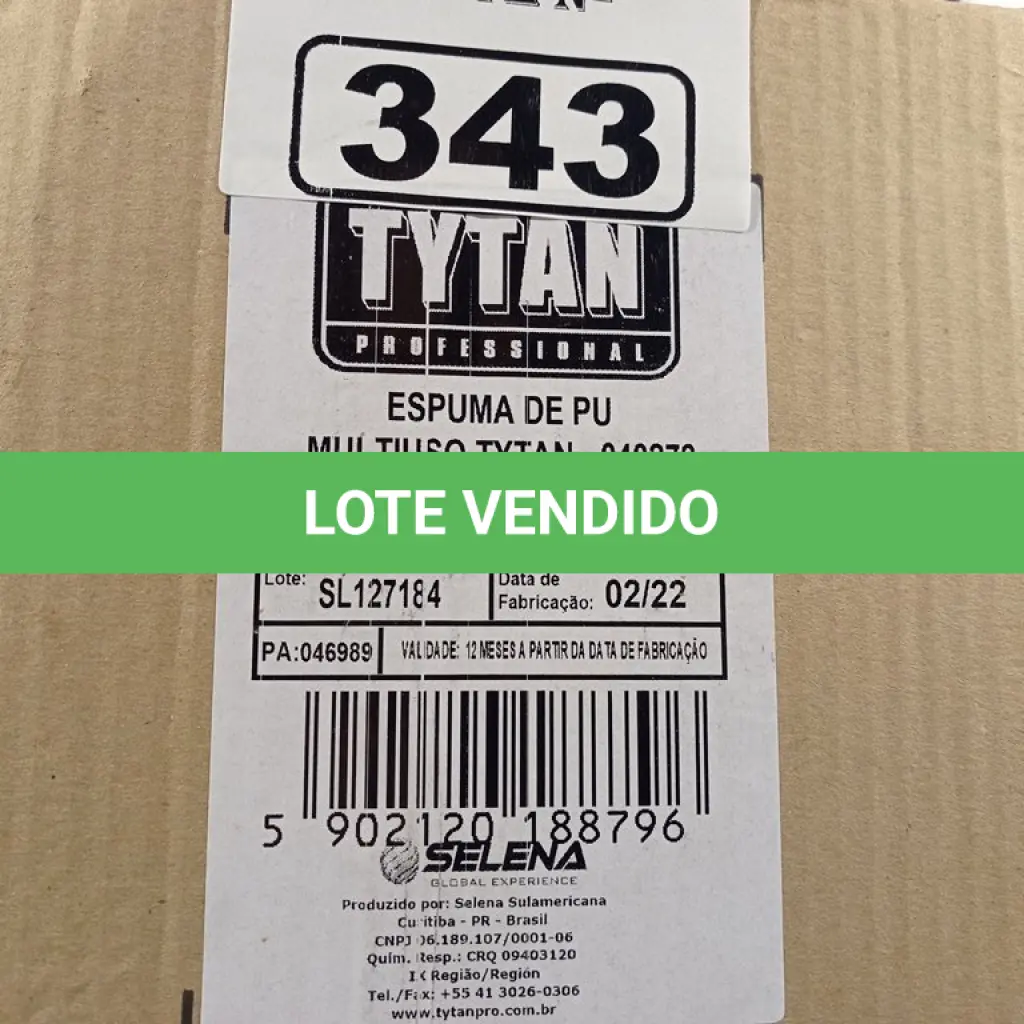 343
TYTAN
PROFESSIONAL
ESPUMA DE PU
MULTIUSO TYTAN
LOTE VENDIDO
Lote: SL127184
Data de Fabricação: 02/22
PA:046989
VALIDADE: 12 MESES A PARTIR DA DATA DE FABRICAÇÃO
5 902120 188796
SELENA
GLOBAL EXPERIENCE
Produzido por: Selena Sulamericana
Curitiba - PR - Brasil
CNPJ 06.189.107/0001-06
Quím. Resp.: CRQ 09403120
IX Região/Región
Tel./Fax: +55 41 3026-0306
www.tytanpro.com.br